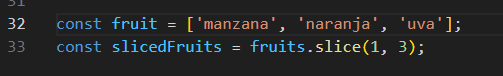 32 const fruit = ['manzana', 'naranja', 'uva'];
33 const slicedFruits = fruits.slice(1, 3);